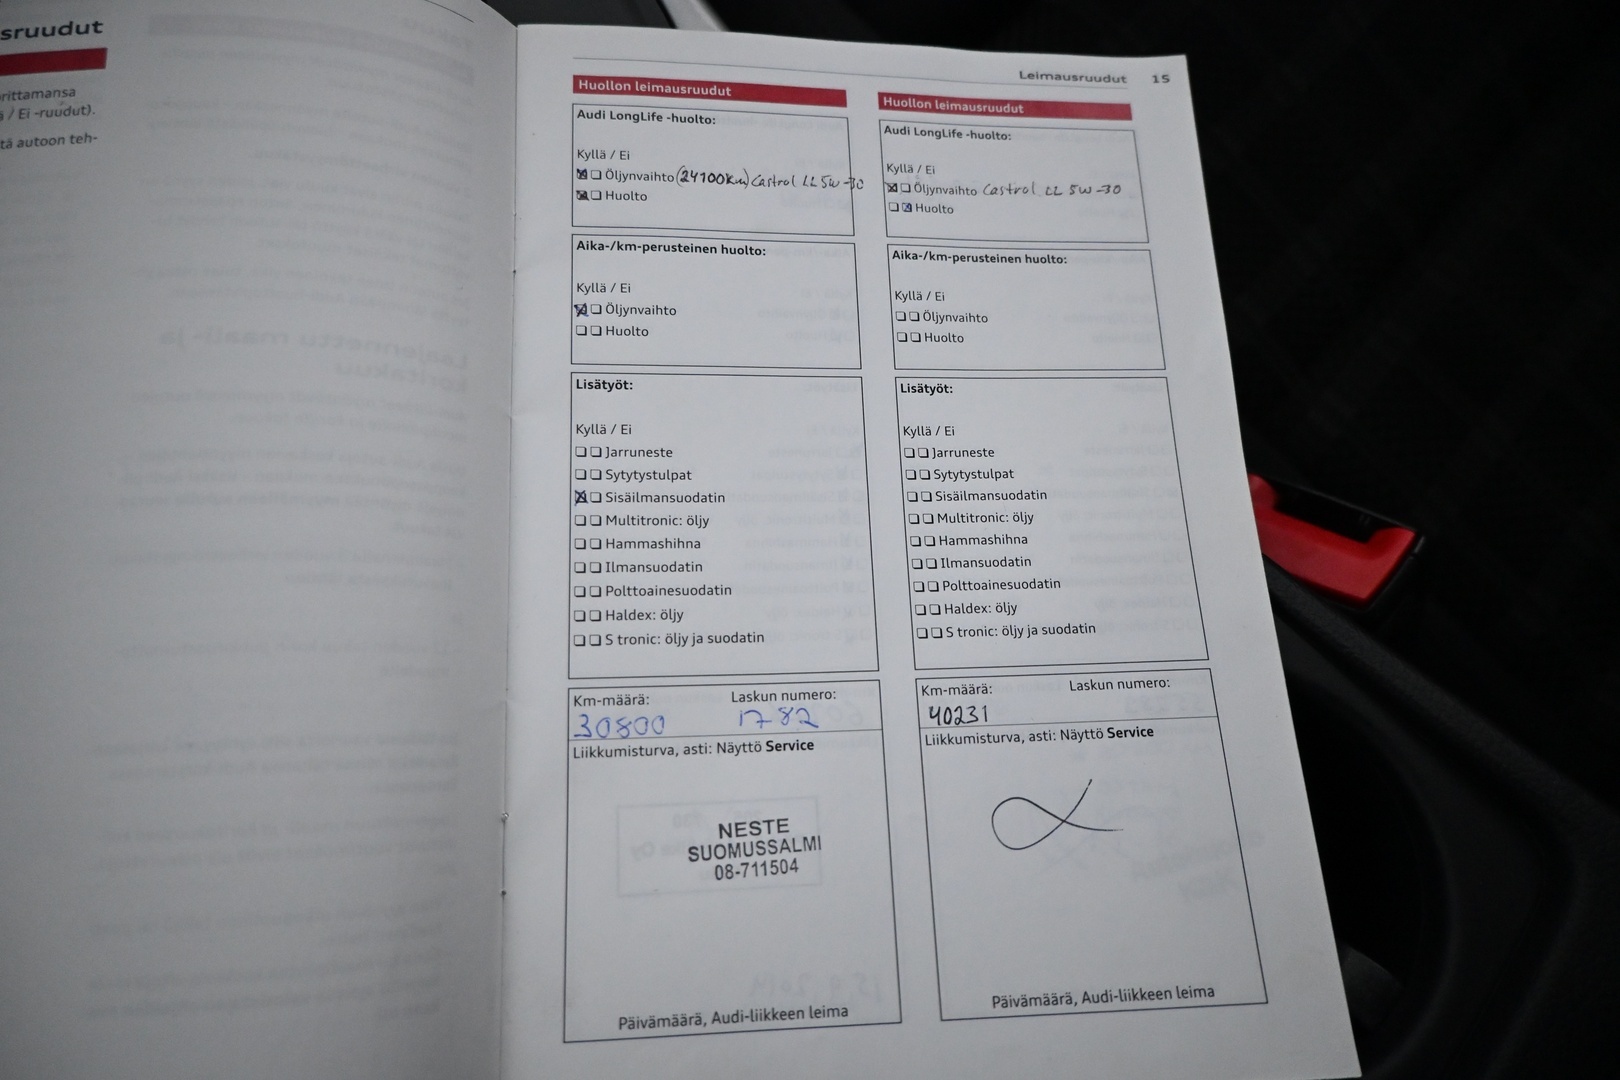 sruudut
rittamansa
/ Ei -ruudut).
tä autoon teh-
Leimausruudut 15
Huollon leimausruudut
Audi LongLife -huolto:
Kyllä / Ei
Öljynvaihto (24100km) Castrol LL 5W-30
Huolto
Aika-/km-perusteinen huolto:
Kyllä / Ei
Öljynvaihto
Huolto
Lisätyöt:
Kyllä / Ei
Jarruneste
Sytytystulpat
Sisäilmansuodatin
Multitronic: öljy
Hammashihna
Ilmansuodatin
Polttoainesuodatin
Haldex: öljy
S tronic: öljy ja suodatin
Km-määrä: Laskun numero:
30800 1782
Liikkumisturva, asti: Näyttö Service
NESTE
SUOMUSSALMI
08-711504
Päivämäärä, Audi-liikkeen leima
Huollon leimausruudut
Audi LongLife -huolto:
Kyllä / Ei
Öljynvaihto Castrol LL 5W-30
Huolto
Aika-/km-perusteinen huolto:
Kyllä / Ei
Öljynvaihto
Huolto
Lisätyöt:
Kyllä / Ei
Jarruneste
Sytytystulpat
Sisäilmansuodatin
Multitronic: öljy
Hammashihna
Ilmansuodatin
Polttoainesuodatin
Haldex: öljy
S tronic: öljy ja suodatin
Km-määrä: Laskun numero:
40231
Liikkumisturva, asti: Näyttö Service
Päivämäärä, Audi-liikkeen leima